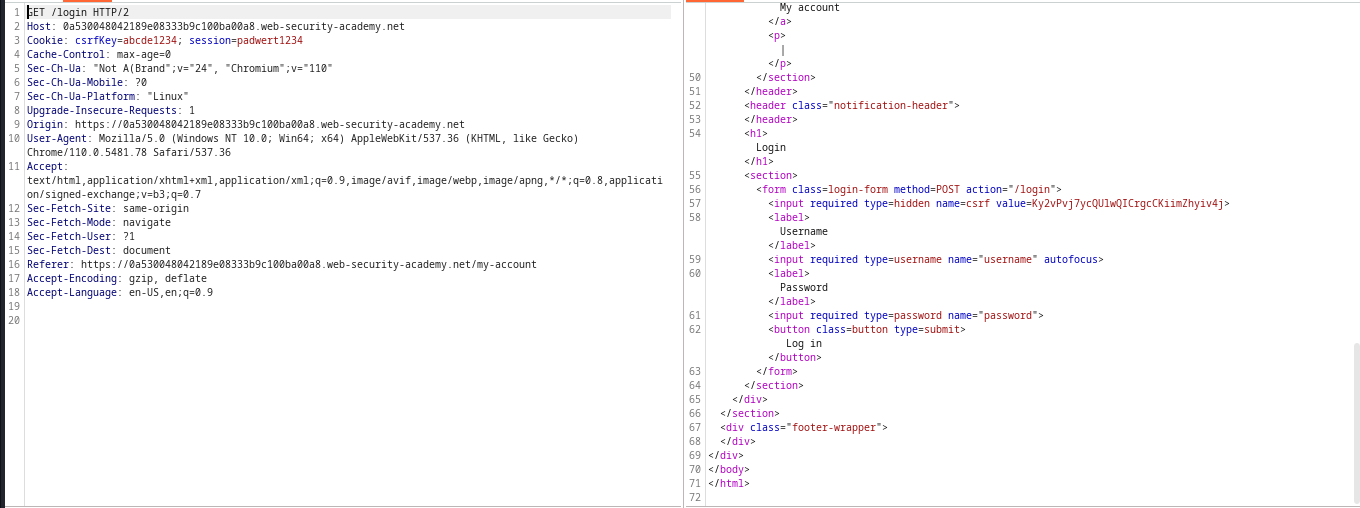 1 GET /login HTTP/2
2 Host: 0a530048042189e08333b9c100ba00a8.web-security-academy.net
3 Cookie: csrfKey=abcde1234; session=padwert1234
4 Cache-Control: max-age=0
5 Sec-Ch-Ua: "Not A(Brand";v="24", "Chromium";v="110"
6 Sec-Ch-Ua-Mobile: ?0
7 Sec-Ch-Ua-Platform: "Linux"
8 Upgrade-Insecure-Requests: 1
9 Origin: https://0a530048042189e08333b9c100ba00a8.web-security-academy.net
10 User-Agent: Mozilla/5.0 (Windows NT 10.0; Win64; x64) AppleWebKit/537.36 (KHTML, like Gecko)
Chrome/110.0.5481.78 Safari/537.36
11 Accept:
text/html,application/xhtml+xml,application/xml;q=0.9,image/avif,image/webp,image/apng,*/*;q=0.8,applicati
on/signed-exchange;v=b3;q=0.7
12 Sec-Fetch-Site: same-origin
13 Sec-Fetch-Mode: navigate
14 Sec-Fetch-User: ?1
15 Sec-Fetch-Dest: document
16 Referer: https://0a530048042189e08333b9c100ba00a8.web-security-academy.net/my-account
17 Accept-Encoding: gzip, deflate
18 Accept-Language: en-US,en;q=0.9
19
20
My account
</a>
<p>
|
</p>
50 </section>
51 </header>
52 <header class="notification-header">
53 </header>
54 <h1>
Login
</h1>
55 <section>
56 <form class=login-form method=POST action="/login">
57 <input required type=hidden name=csrf value=Ky2vPvj7ycQUlwQICrgcCKiimZhyiv4j>
58 <label>
Username
</label>
59 <input required type=username name="username" autofocus>
60 <label>
Password
</label>
61 <input required type=password name="password">
62 <button class=button type=submit>
Log in
</button>
63 </form>
64 </section>
65 </div>
66 </section>
67 <div class="footer-wrapper">
68 </div>
69 </div>
70 </body>
71 </html>
72